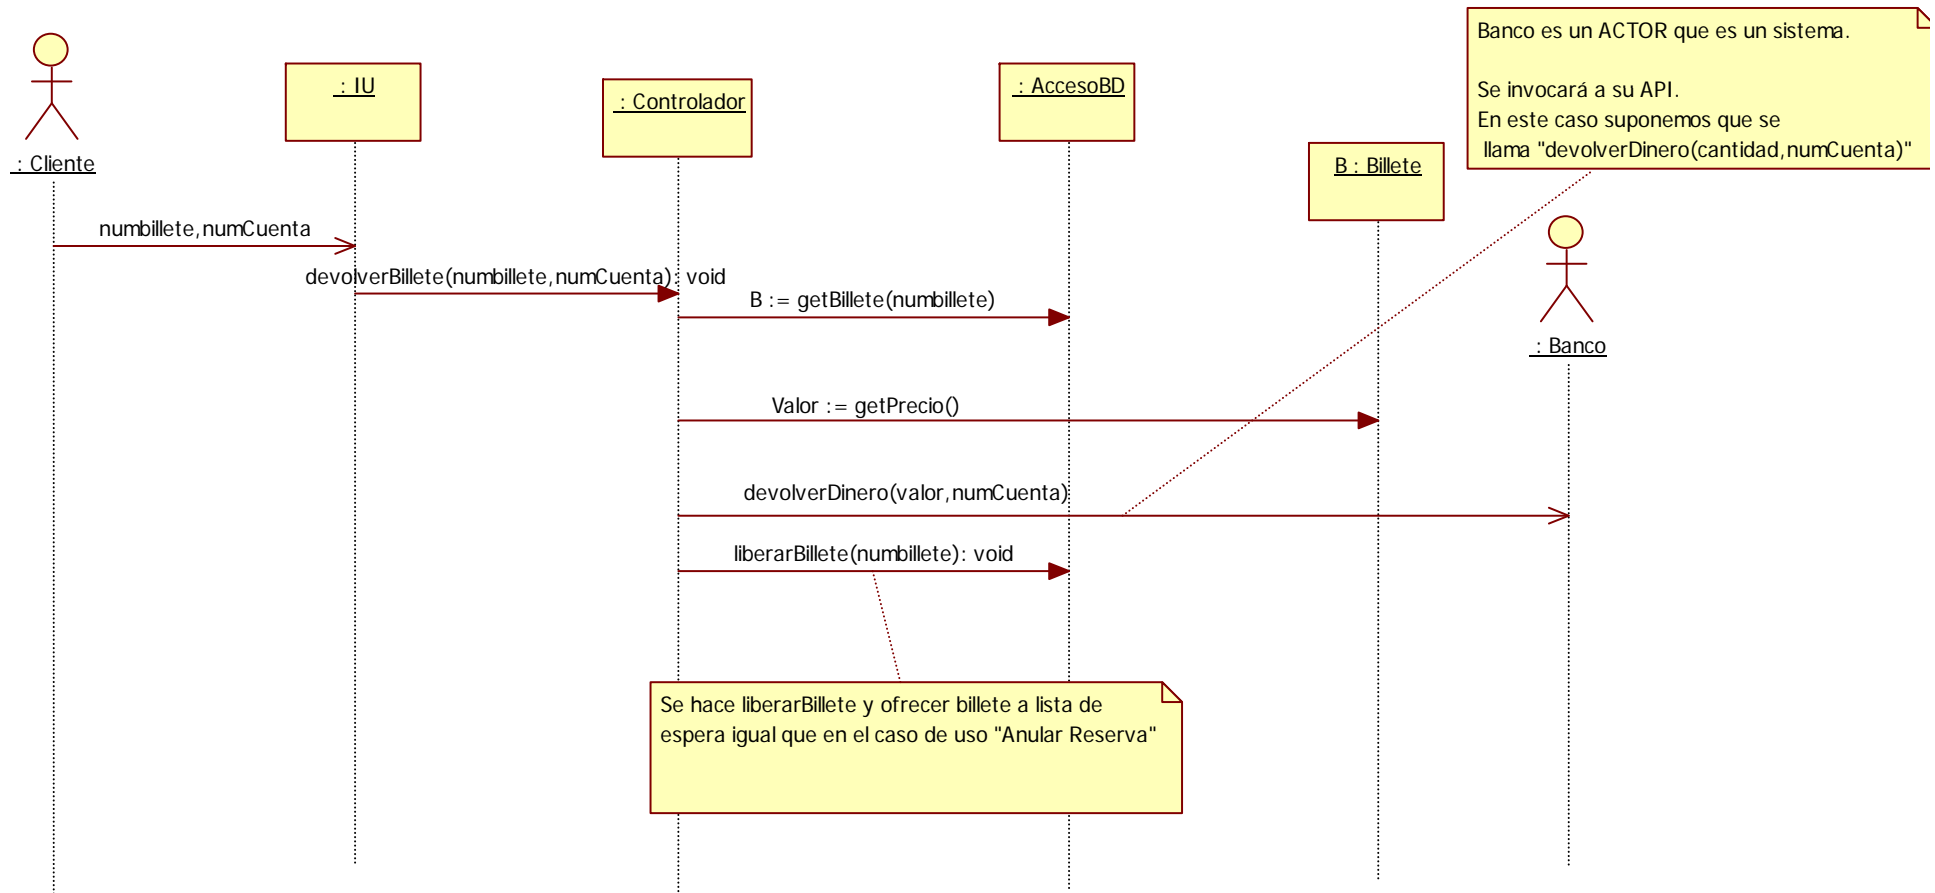 Banco es un ACTOR que es un sistema.
Se invocará a su API.
En este caso suponemos que se
llama "devolverDinero(cantidad,numCuenta)"
: IU
: Controlador
: AccesoBD
: Cliente
B : Billete
numbillete,numCuenta
devolverBillete(numbillete,numCuenta): void
B := getBillete(numbillete)
: Banco
Valor := getPrecio()
devolverDinero(valor,numCuenta)
liberarBillete(numbillete): void
Se hace liberarBillete y ofrecer billete a lista de
espera igual que en el caso de uso "Anular Reserva"